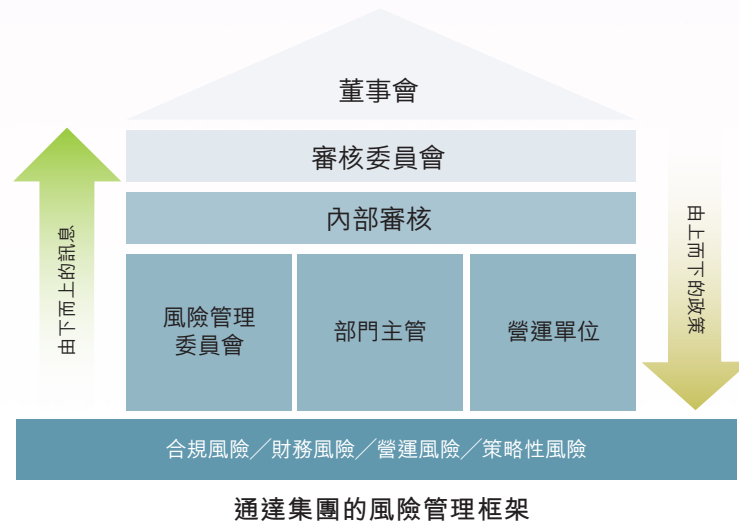 董事會
審核委員會
內部審核
由下而上的訊息
由上而下的政策
風險管理
委員會
部門主管
營運單位
合規風險╱財務風險╱營運風險╱策略性風險
通達集團的風險管理框架